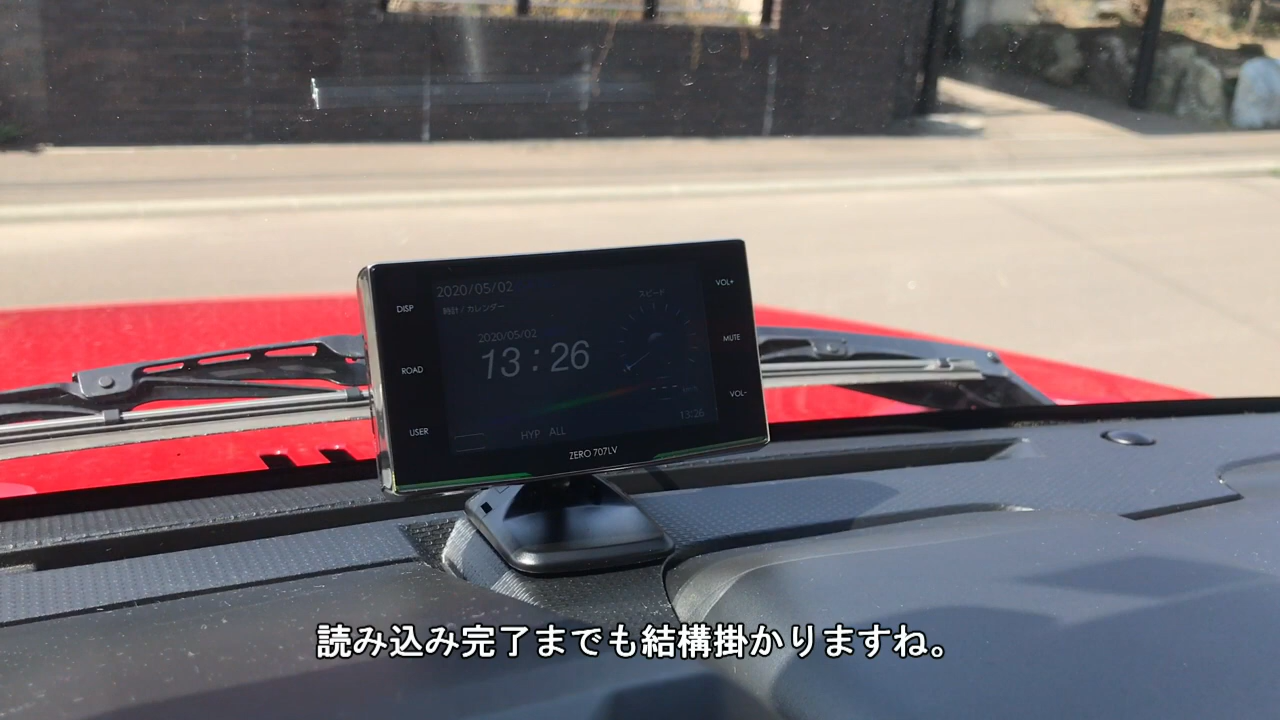 2020/05/02
時計 / カレンダー
2020/05/02
13 : 26
スピード
km/h
13:26
HYP ALL
DISP
ROAD
USER
VOL+
MUTE
VOL-
ZERO 707LV
読み込み完了までも結構掛かりますね。